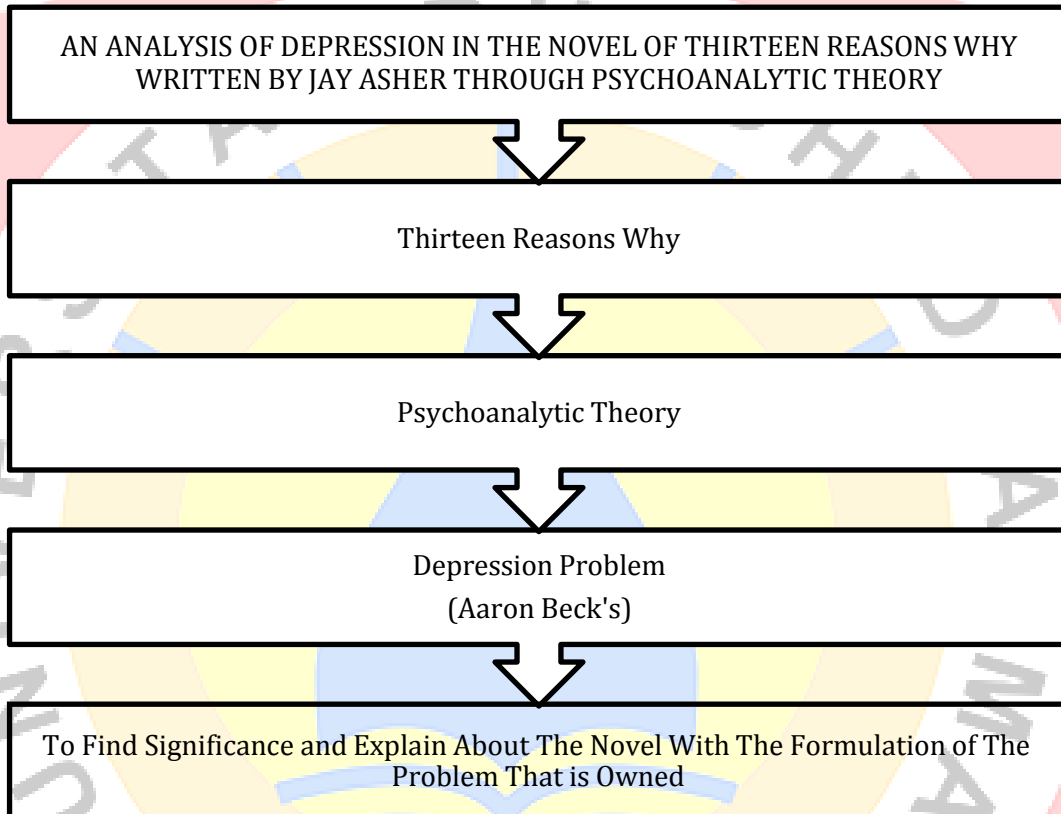 AN ANALYSIS OF DEPRESSION IN THE NOVEL OF THIRTEEN REASONS WHY
WRITTEN BY JAY ASHER THROUGH PSYCHOANALYTIC THEORY
Thirteen Reasons Why
Psychoanalytic Theory
Depression Problem
(Aaron Beck's)
To Find Significance and Explain About The Novel With The Formulation of The
Problem That is Owned